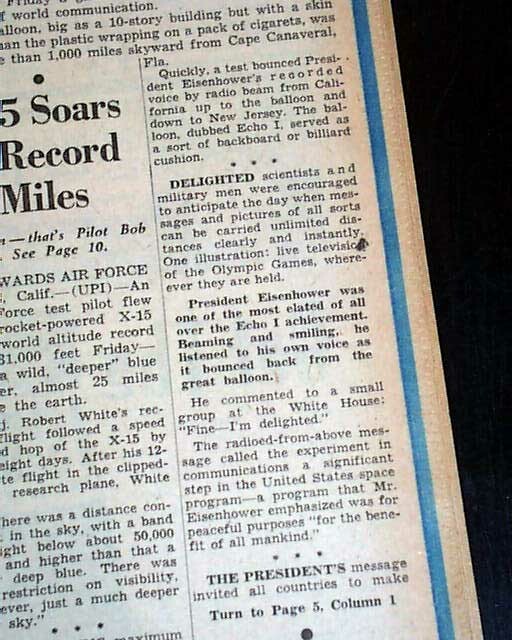 f world communication.
alloon, big as a 10-story building but with a skin
an the plastic wrapping on a pack of cigarets, was
e than 1,000 miles skyward from Cape Canaveral,
Fla.
Quickly, a test bounced Presi-
dent Eisenhower's recorded
voice by radio beam from Cali-
fornia up to the balloon and
down to New Jersey. The bal-
loon, dubbed Echo I, served as
a sort of backboard or billiard
cushion.
DELIGHTED scientists and
military men were encouraged
to anticipate the day when mes-
sages and pictures of all sorts
can be carried unlimited dis-
tances clearly and instantly.
One illustration: live television
of the Olympic Games, where-
ever they are held.
President Eisenhower was
one of the most elated of all
over the Echo I achievement-
Beaming and smiling, he
listened to his own voice as
it bounced back from the
great balloon.
He commented to a small
group at the White House:
"Fine—I'm delighted."
The radioed-from-above mes-
sage called the experiment in
communications a significant
step in the United States space
program—a program that Mr.
Eisenhower emphasized was for
peaceful purposes "for the bene-
fit of all mankind."
THE PRESIDENT'S message
invited all countries to make
Turn to Page 5, Column 1
5 Soars
Record
Miles
—that's Pilot Bob
See Page 10.
WARDS AIR FORCE
, Calif.—(UPI)—An
Force test pilot flew
rocket-powered X-15
world altitude record
31,000 feet Friday—
a wild, "deeper" blue
er, almost 25 miles
e the earth.
j. Robert White's rec-
flight followed a speed
d hop of the X-15 by
eight days. After his 12-
te flight in the clipped-
research plane, White
here was a distance con-
in the sky, with a band
ight below about 50,000
and higher than that a
deep blue. There was
restriction on visibility,
ever, just a much deeper
sky."
maximum